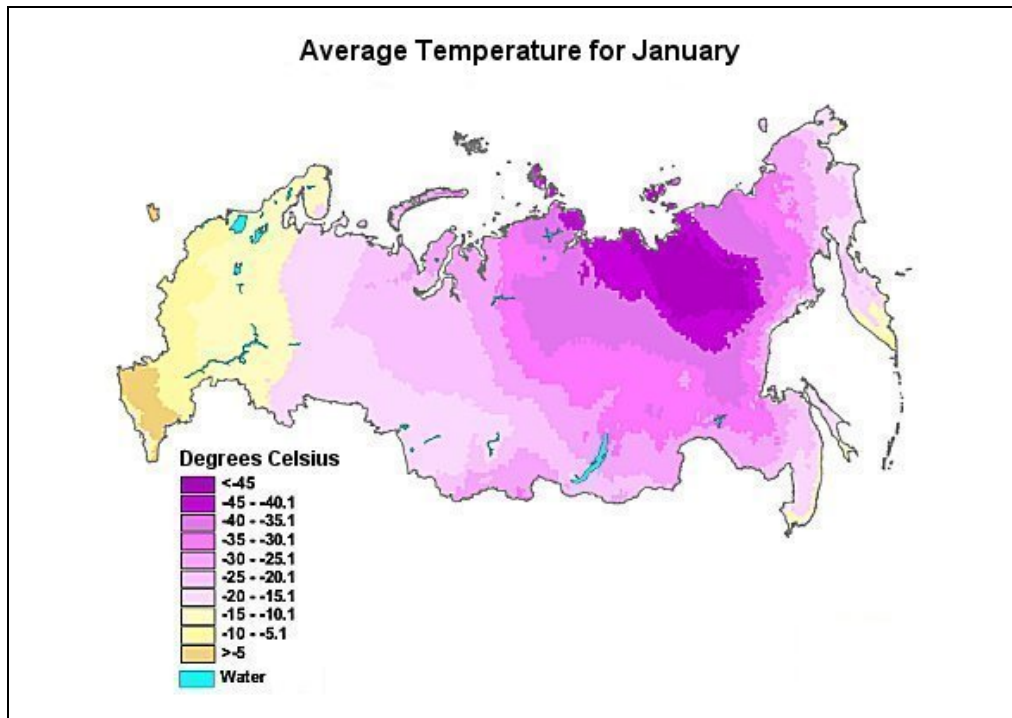 Average Temperature for January
Degrees Celsius
<-45
-45 - -40.1
-40 - -35.1
-35 - -30.1
-30 - -25.1
-25 - -20.1
-20 - -15.1
-15 - -10.1
-10 - -5.1
>-5
Water